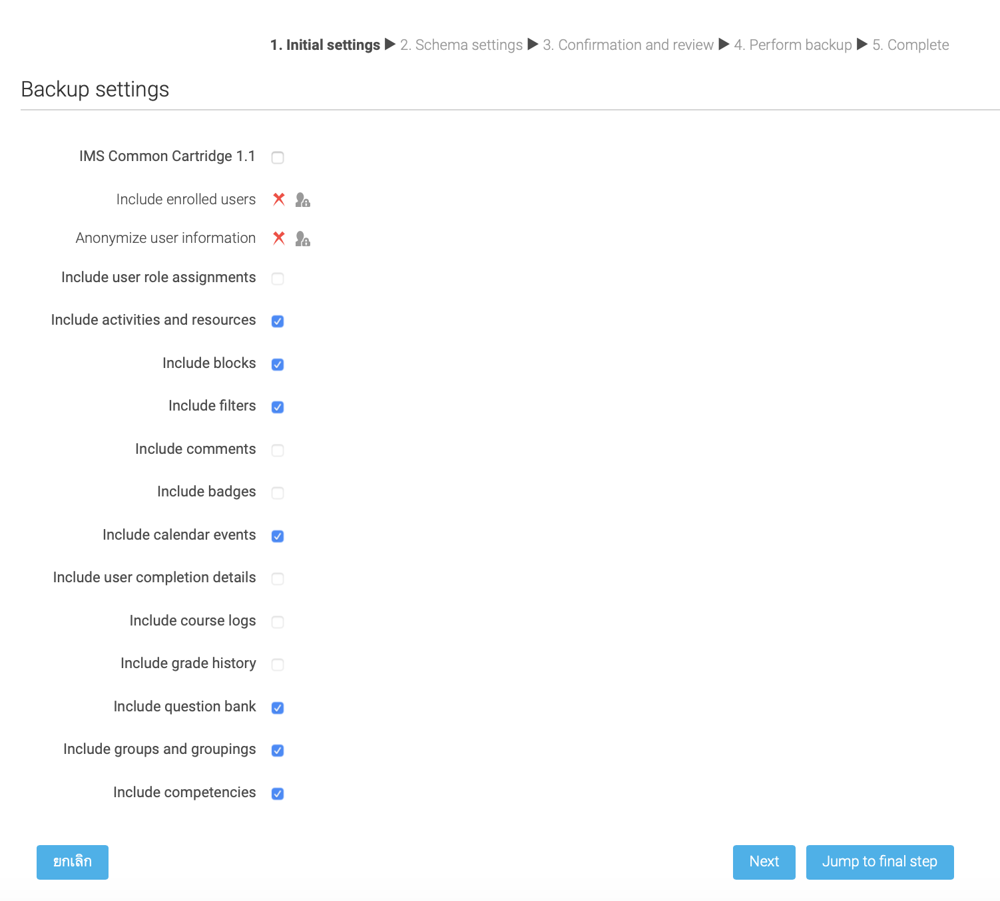 1. Initial settings ▶ 2. Schema settings ▶ 3. Confirmation and review ▶ 4. Perform backup ▶ 5. Complete
Backup settings
IMS Common Cartridge 1.1
Include enrolled users
Anonymize user information
Include user role assignments
Include activities and resources
Include blocks
Include filters
Include comments
Include badges
Include calendar events
Include user completion details
Include course logs
Include grade history
Include question bank
Include groups and groupings
Include competencies
ยกเลิก Next Jump to final step